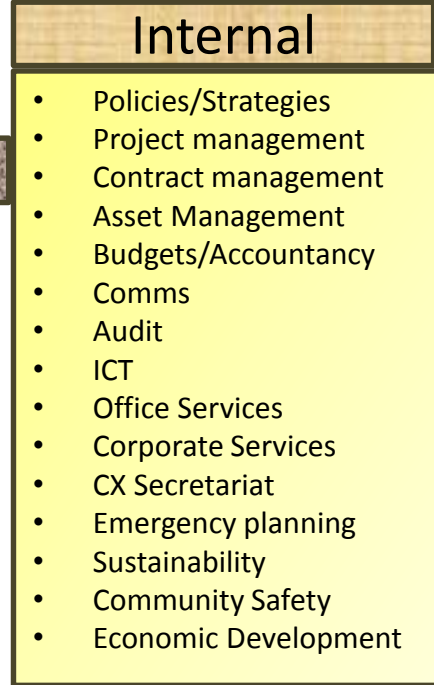 Internal
• Policies/Strategies
• Project management
• Contract management
• Asset Management
• Budgets/Accountancy
• Comms
• Audit
• ICT
• Office Services
• Corporate Services
• CX Secretariat
• Emergency planning
• Sustainability
• Community Safety
• Economic Development